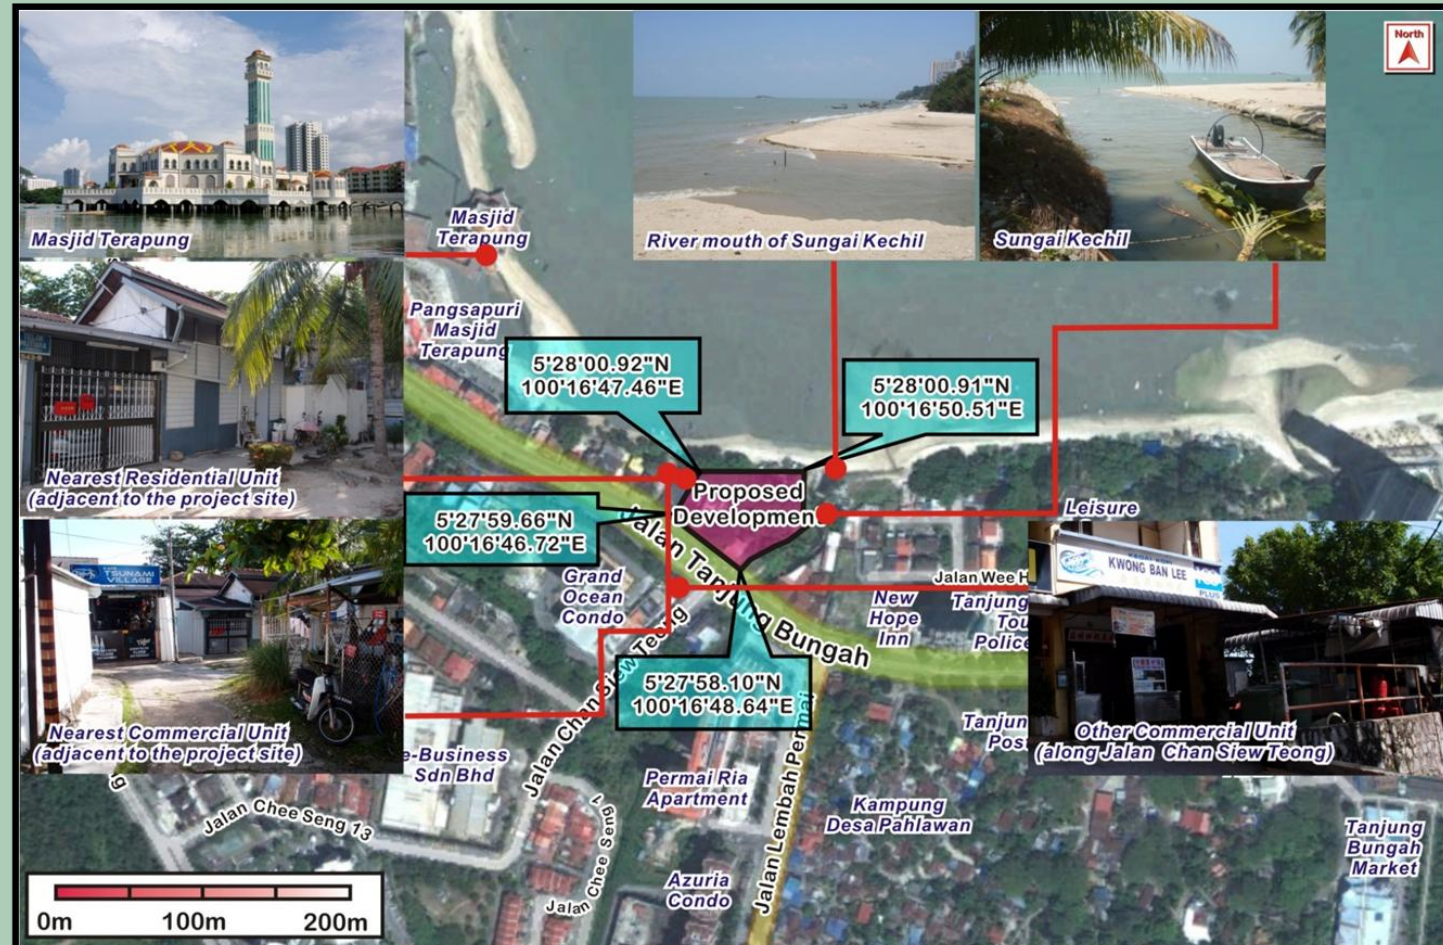 North
Masjid Terapung
River mouth of Sungai Kechil
Sungai Kechil
Masjid
Terapung
Pangsapuri
Masjid
Terapung
5'28'00.92"N
100'16'47.46"E
5'28'00.91"N
100'16'50.51"E
Nearest Residential Unit
(adjacent to the project site)
Proposed
Development
5'27'59.66"N
100'16'46.72"E
Leisure
KWONG BAN LEE
PLUS
Jalan Tanjung Bungah
Grand
Ocean
Condo
Jalan Wee H
New
Hope
Inn
Tanjung
Tou
Police
TSUNAMI
VILLAGE
5'27'58.10"N
100'16'48.64"E
Nearest Commercial Unit
(adjacent to the project site)
Other Commercial Unit
(along Jalan Chan Siew Teong)
Tanjun
Post
Jalan Chan Siew Teong
e-Business
Sdn Bhd
Permai Ria
Apartment
Jalan Lembah Permai
Kampung
Desa Pahlawan
g
Jalan Chee Seng 13
Jalan Chee Seng 1
Tanjung
Bungah
Market
Azuria
Condo
0m 100m 200m